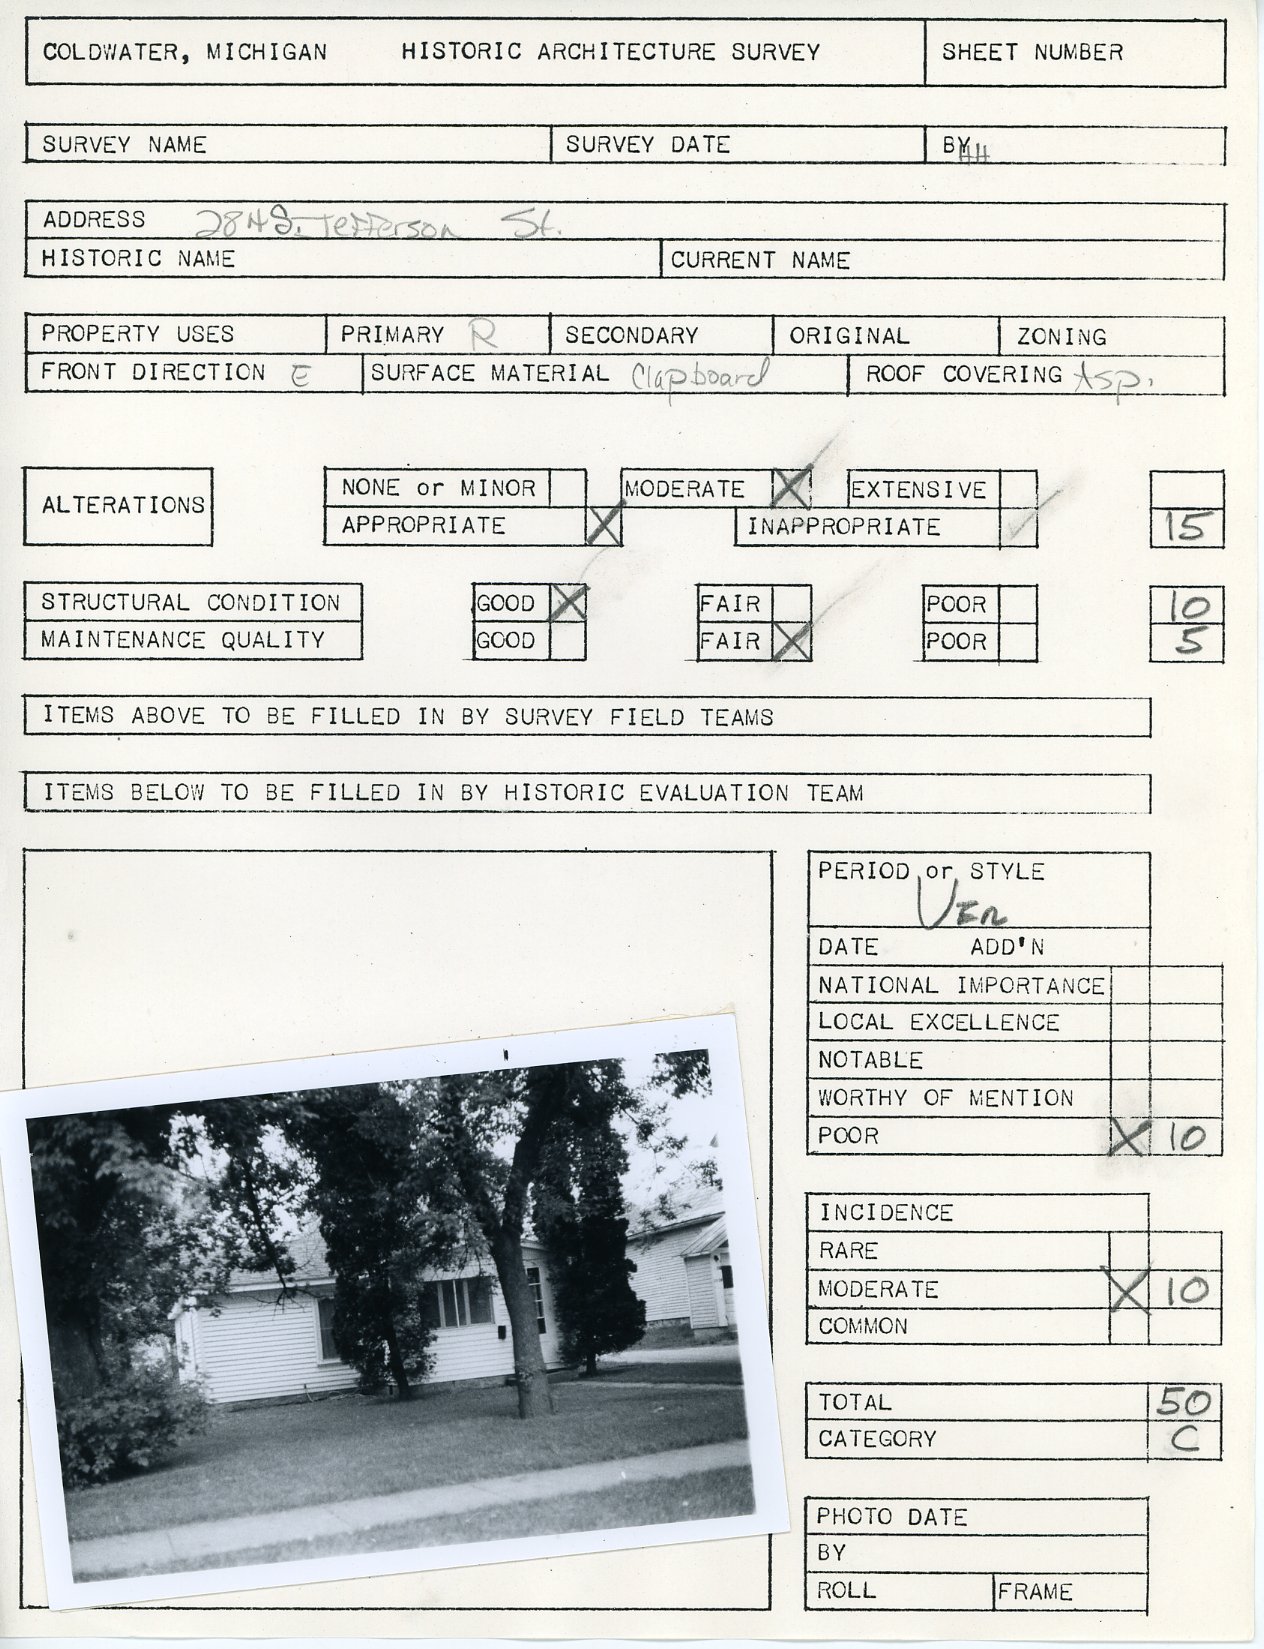 COLDWATER, MICHIGAN HISTORIC ARCHITECTURE SURVEY SHEET NUMBER
SURVEY NAME SURVEY DATE BY HH
ADDRESS 284 S. Jefferson St.
HISTORIC NAME CURRENT NAME
PROPERTY USES PRIMARY R SECONDARY ORIGINAL ZONING
FRONT DIRECTION E SURFACE MATERIAL Clapboard ROOF COVERING Asp.
ALTERATIONS
NONE or MINOR MODERATE X EXTENSIVE
APPROPRIATE X INAPPROPRIATE ✓ 15
STRUCTURAL CONDITION GOOD X FAIR POOR 10
MAINTENANCE QUALITY GOOD FAIR X POOR 5
ITEMS ABOVE TO BE FILLED IN BY SURVEY FIELD TEAMS
ITEMS BELOW TO BE FILLED IN BY HISTORIC EVALUATION TEAM
PERIOD or STYLE
Ver
DATE ADD'N
NATIONAL IMPORTANCE
LOCAL EXCELLENCE
NOTABLE
WORTHY OF MENTION
POOR X 10
INCIDENCE
RARE
MODERATE X 10
COMMON
TOTAL 50
CATEGORY C
PHOTO DATE
BY
ROLL FRAME